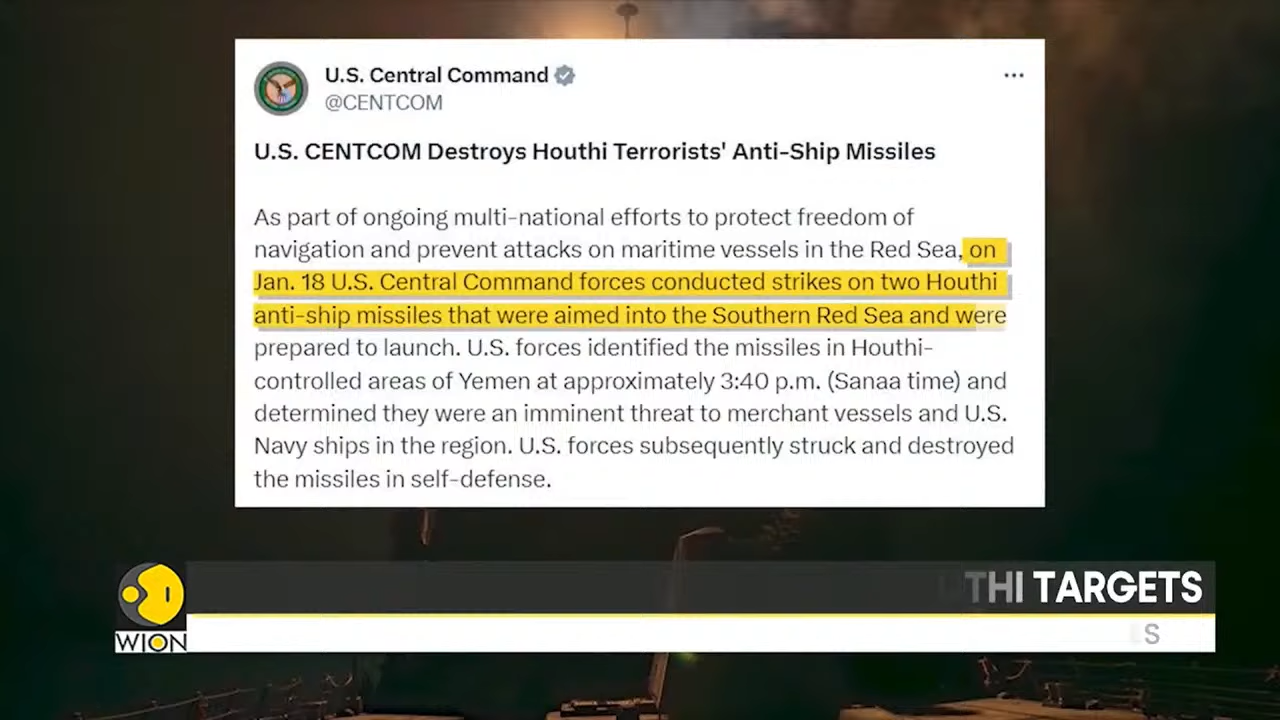 U.S. Central Command
@CENTCOM
...
U.S. CENTCOM Destroys Houthi Terrorists' Anti-Ship Missiles
As part of ongoing multi-national efforts to protect freedom of
navigation and prevent attacks on maritime vessels in the Red Sea, on
Jan. 18 U.S. Central Command forces conducted strikes on two Houthi
anti-ship missiles that were aimed into the Southern Red Sea and were
prepared to launch. U.S. forces identified the missiles in Houthi-
controlled areas of Yemen at approximately 3:40 p.m. (Sanaa time) and
determined they were an imminent threat to merchant vessels and U.S.
Navy ships in the region. U.S. forces subsequently struck and destroyed
the missiles in self-defense.
THI TARGETS
S
WION